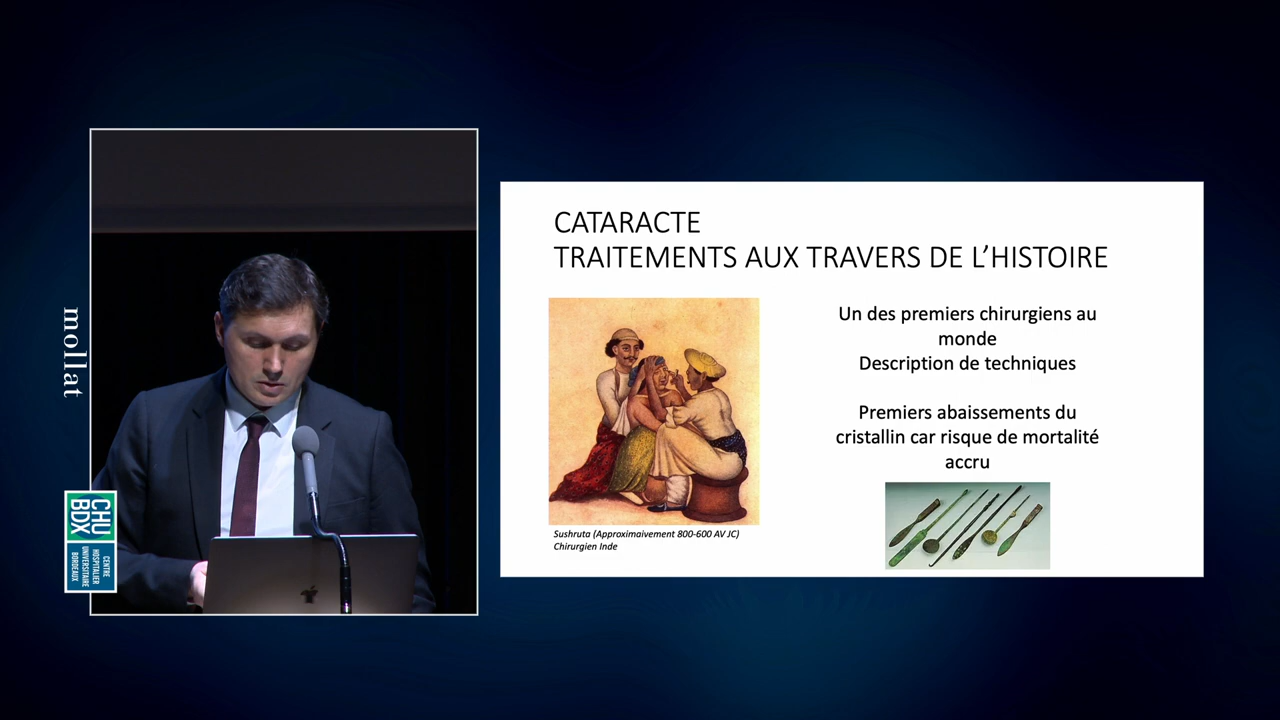 mollat
CHU
BDX
CENTRE
HOSPITALIER
UNIVERSITAIRE
BORDEAUX
CATARACTE
TRAITEMENTS AUX TRAVERS DE L’HISTOIRE
Un des premiers chirurgiens au
monde
Description de techniques
Premiers abaissements du
cristallin car risque de mortalité
accru
Sushruta (Approximaivement 800-600 AV JC)
Chirurgien Inde